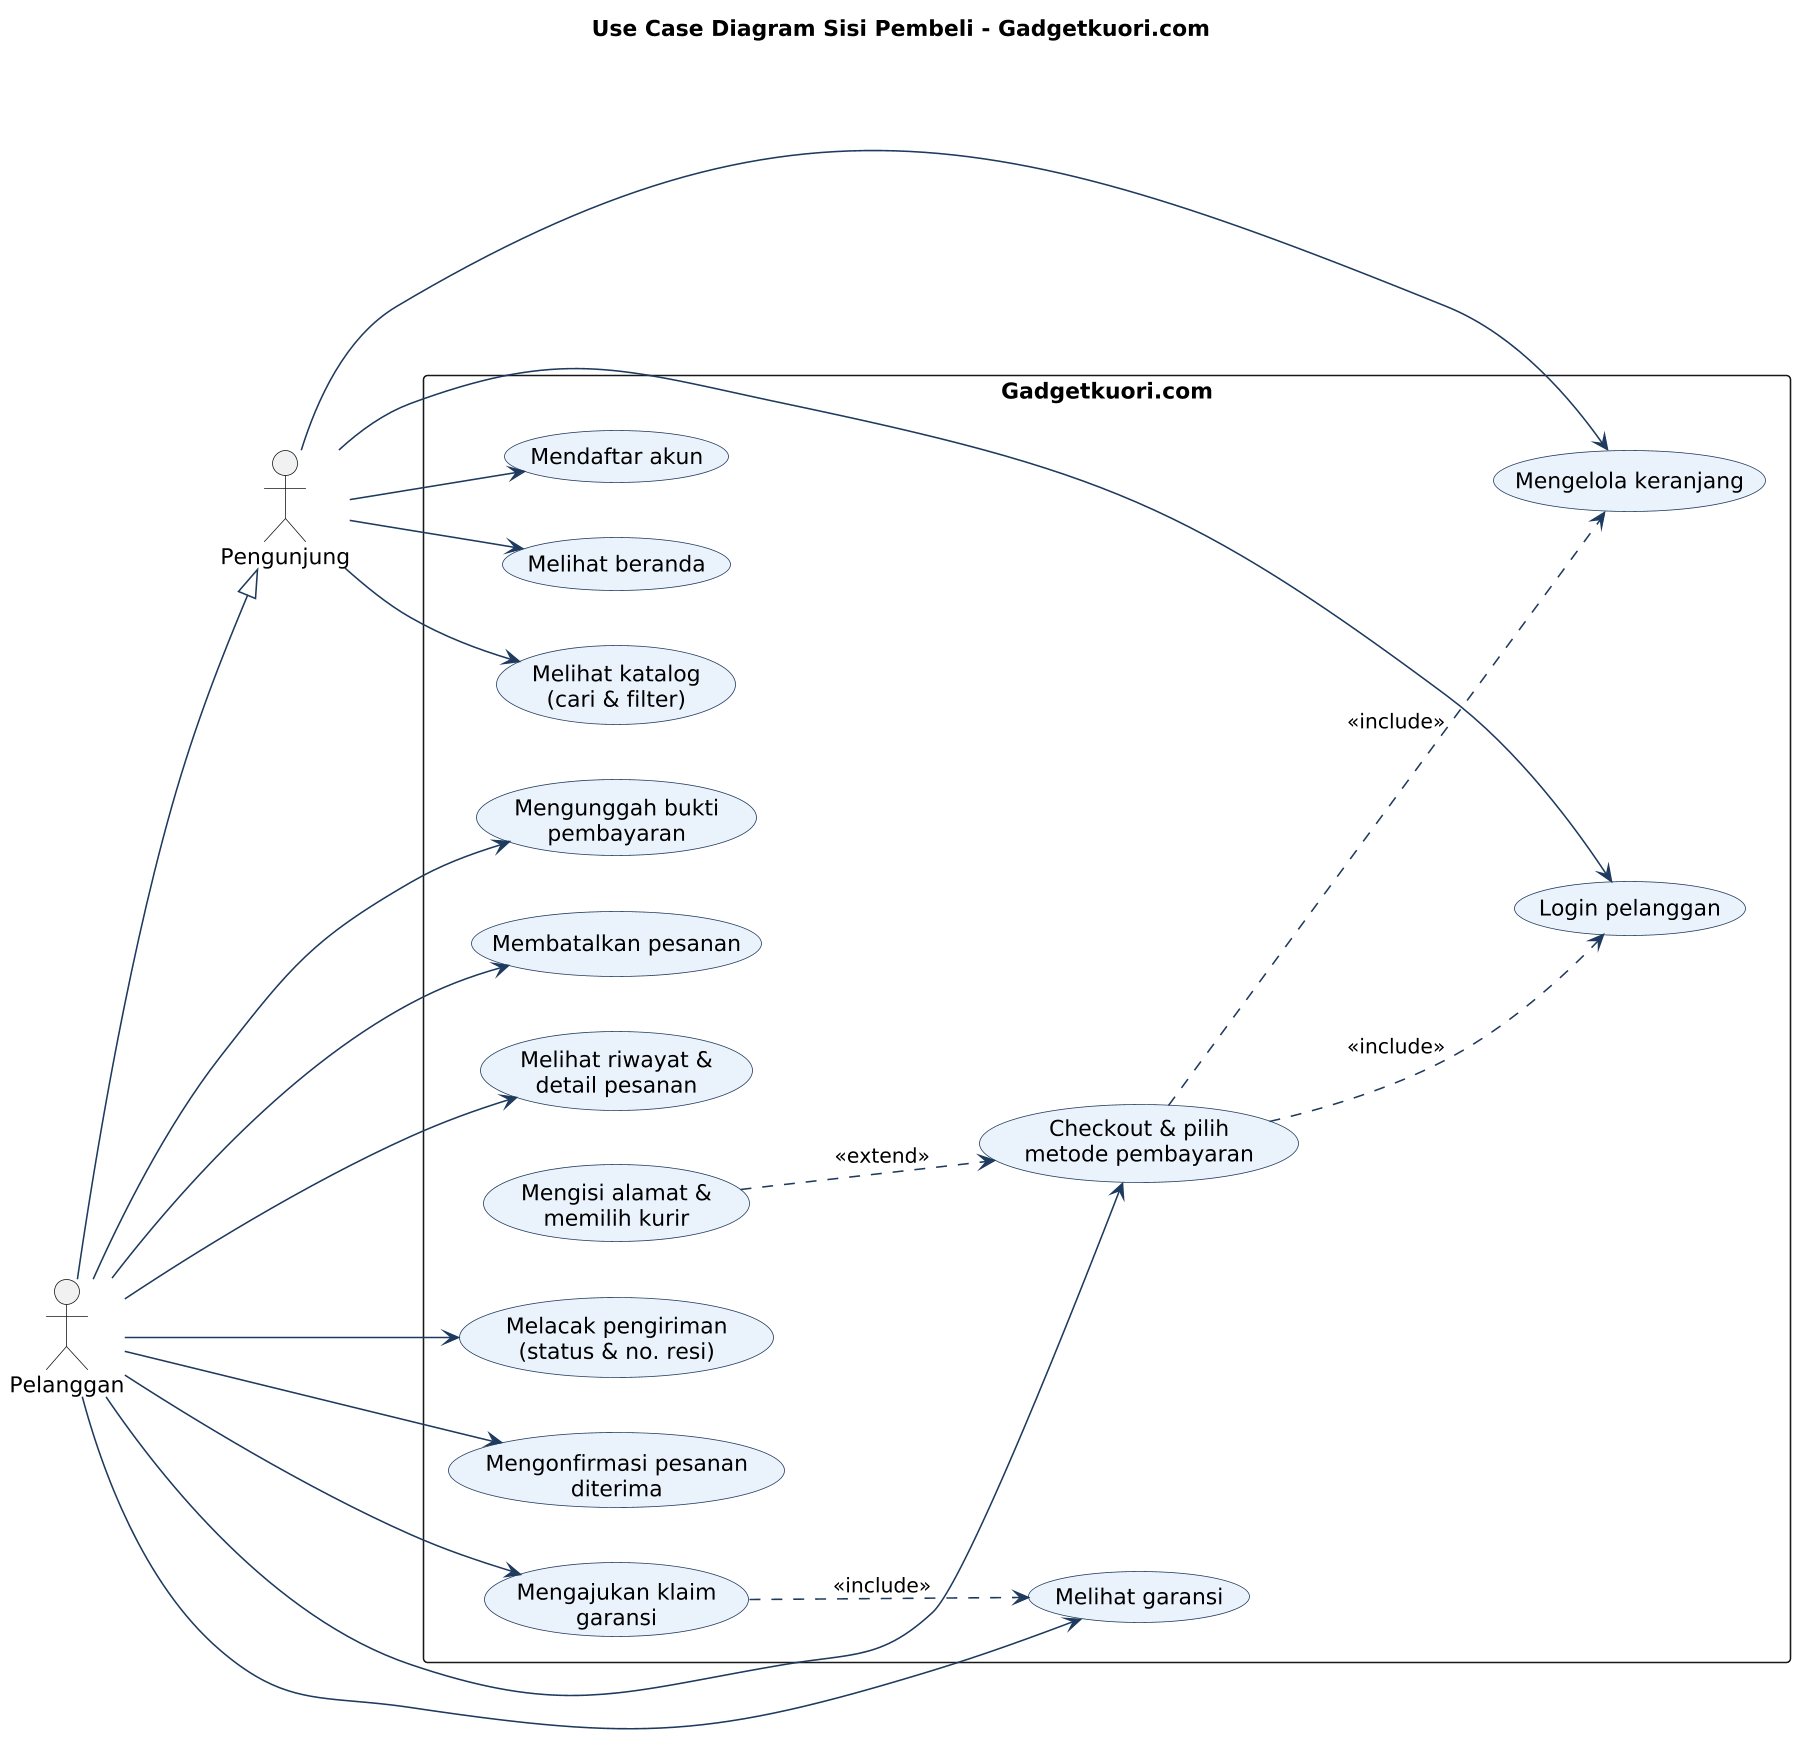 Use Case Diagram Sisi Pembeli - Gadgetkuori.com
Gadgetkuori.com
Mendaftar akun
Mengelola keranjang
Pengunjung
Melihat beranda
Melihat katalog
(cari & filter)
«include»
Mengunggah bukti
pembayaran
Login pelanggan
Membatalkan pesanan
«include»
Melihat riwayat &
detail pesanan
Checkout & pilih
metode pembayaran
«extend»
Mengisi alamat &
memilih kurir
Melacak pengiriman
(status & no. resi)
Pelanggan
Mengonfirmasi pesanan
diterima
«include»
Mengajukan klaim
garansi
Melihat garansi